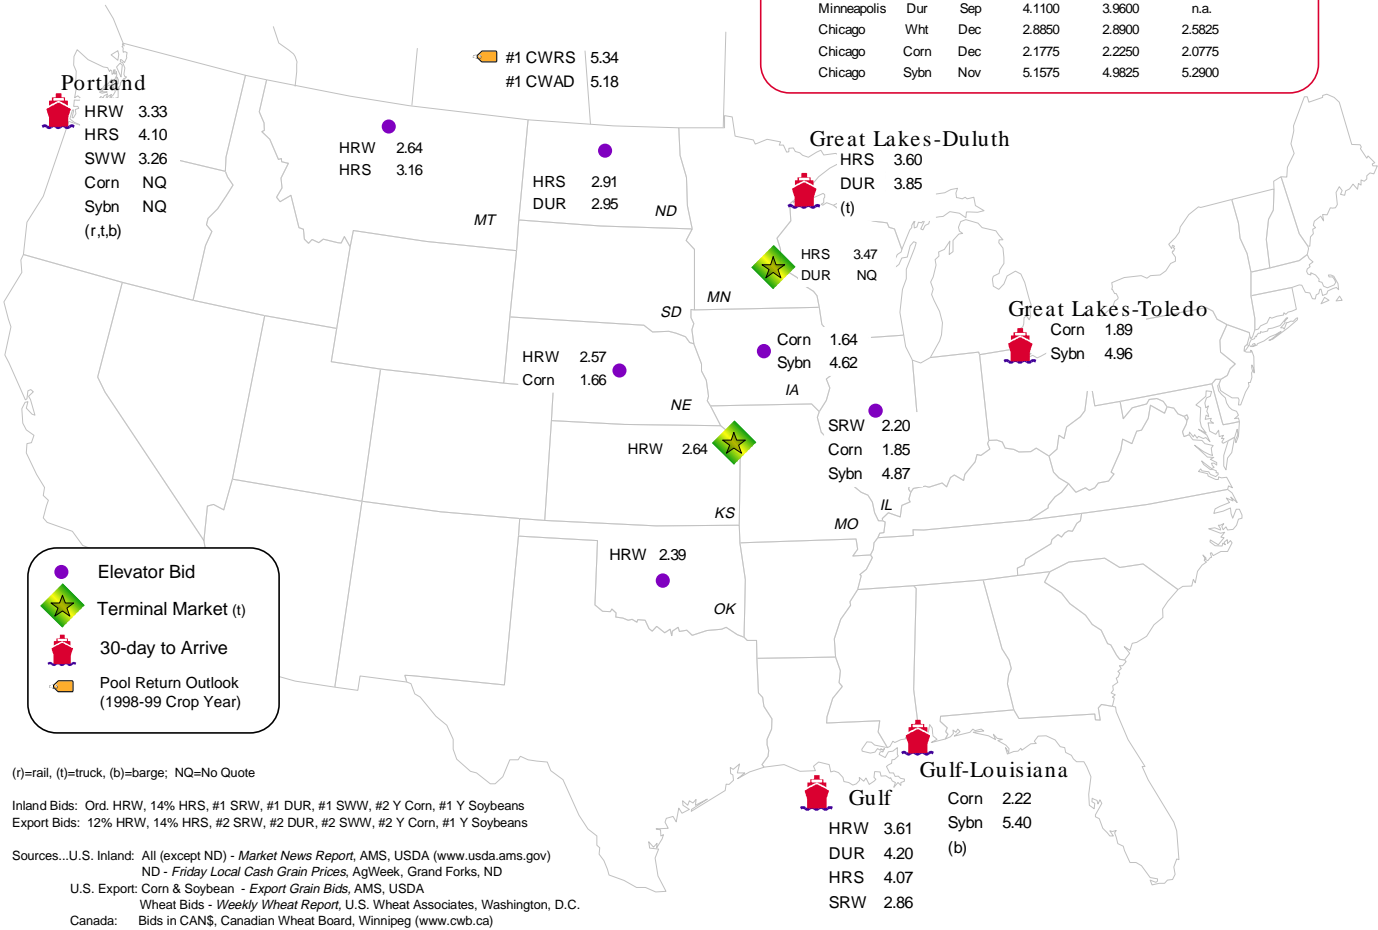 Minneapolis Dur Sep 4.1100 3.9600 n.a.
Chicago Wht Dec 2.8850 2.8900 2.5825
Chicago Corn Dec 2.1775 2.2250 2.0775
Chicago Sybn Nov 5.1575 4.9825 5.2900
#1 CWRS 5.34
#1 CWAD 5.18
Portland
HRW 3.33
HRS 4.10
SWW 3.26
Corn NQ
Sybn NQ
(r,t,b)
HRW 2.64
HRS 3.16
MT
HRS 2.91
DUR 2.95
ND
Great Lakes-Duluth
HRS 3.60
DUR 3.85
(t)
HRS 3.47
DUR NQ
MN
SD
Great Lakes-Toledo
Corn 1.89
Sybn 4.96
HRW 2.57
Corn 1.66
NE
Corn 1.64
Sybn 4.62
IA
SRW 2.20
Corn 1.85
Sybn 4.87
IL
HRW 2.64
KS
MO
HRW 2.39
OK
Elevator Bid
Terminal Market (t)
30-day to Arrive
Pool Return Outlook
(1998-99 Crop Year)
Gulf-Louisiana
Corn 2.22
Sybn 5.40
(b)
Gulf
HRW 3.61
DUR 4.20
HRS 4.07
SRW 2.86
(r)=rail, (t)=truck, (b)=barge; NQ=No Quote
Inland Bids: Ord. HRW, 14% HRS, #1 SRW, #1 DUR, #1 SWW, #2 Y Corn, #1 Y Soybeans
Export Bids: 12% HRW, 14% HRS, #2 SRW, #2 DUR, #2 SWW, #2 Y Corn, #1 Y Soybeans
Sources...U.S. Inland: All (except ND) - Market News Report, AMS, USDA (www.usda.ams.gov)
ND - Friday Local Cash Grain Prices, AgWeek, Grand Forks, ND
U.S. Export: Corn & Soybean - Export Grain Bids, AMS, USDA
Wheat Bids - Weekly Wheat Report, U.S. Wheat Associates, Washington, D.C.
Canada: Bids in CAN$, Canadian Wheat Board, Winnipeg (www.cwb.ca)